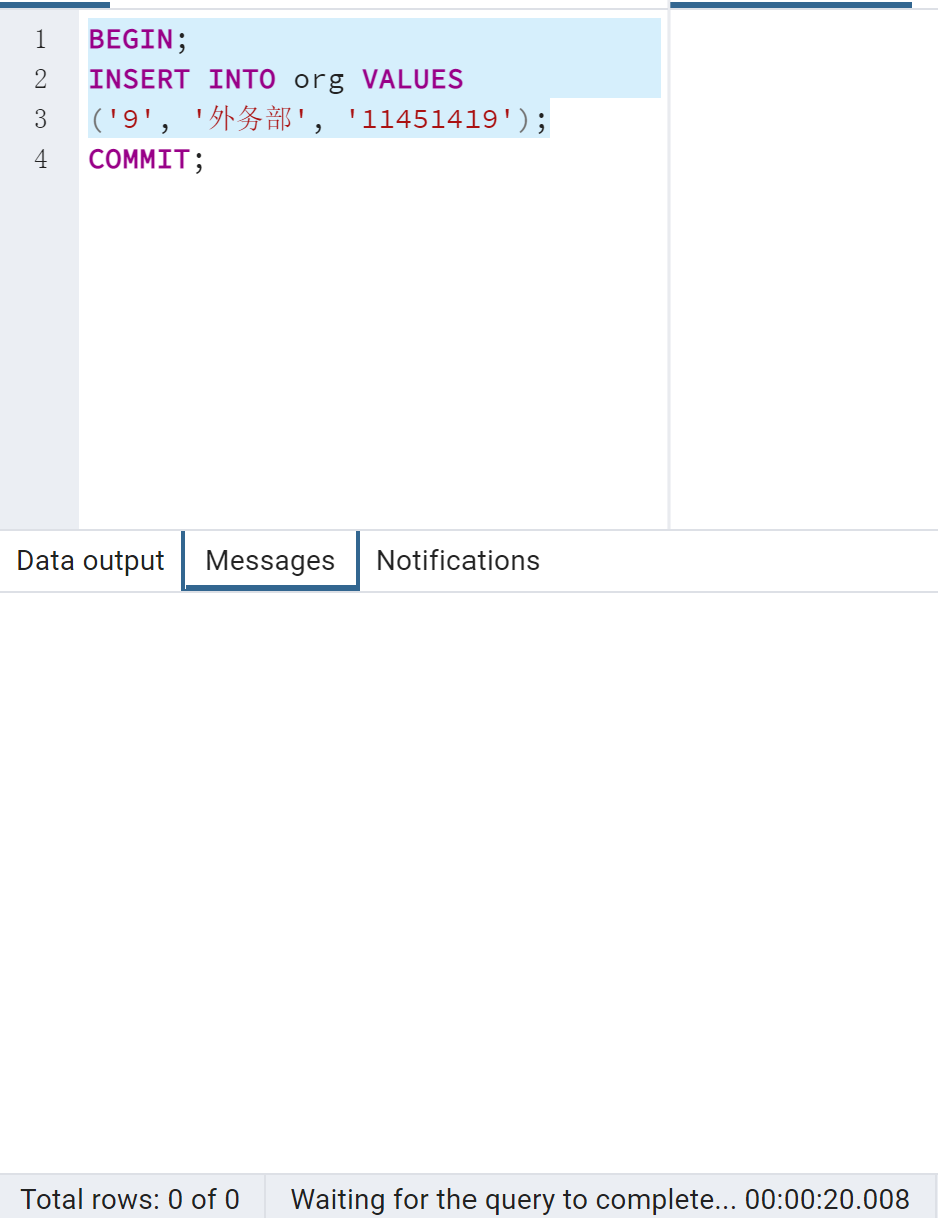 1 BEGIN;
2 INSERT INTO org VALUES
3 ('9', '外务部', '11451419');
4 COMMIT;
Data output Messages Notifications
Total rows: 0 of 0 Waiting for the query to complete... 00:00:20.008